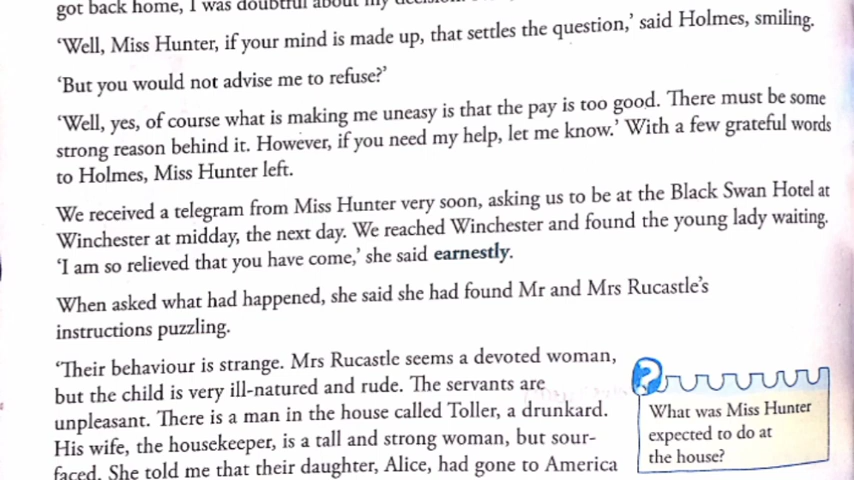 got back home, I was doubtful about my
'Well, Miss Hunter, if your mind is made up, that settles the question,' said Holmes, smiling.
'But you would not advise me to refuse?'
'Well, yes, of course what is making me uneasy is that the pay is too good. There must be some
strong reason behind it. However, if you need my help, let me know.' With a few grateful words
to Holmes, Miss Hunter left.
We received a telegram from Miss Hunter very soon, asking us to be at the Black Swan Hotel at
Winchester at midday, the next day. We reached Winchester and found the young lady waiting.
'I am so relieved that you have come,' she said earnestly.
When asked what had happened, she said she had found Mr and Mrs Rucastle's
instructions puzzling.
'Their behaviour is strange. Mrs Rucastle seems a devoted woman,
but the child is very ill-natured and rude. The servants are
unpleasant. There is a man in the house called Toller, a drunkard.
His wife, the housekeeper, is a tall and strong woman, but sour-
faced. She told me that their daughter, Alice, had gone to America
?
What was Miss Hunter
expected to do at
the house?